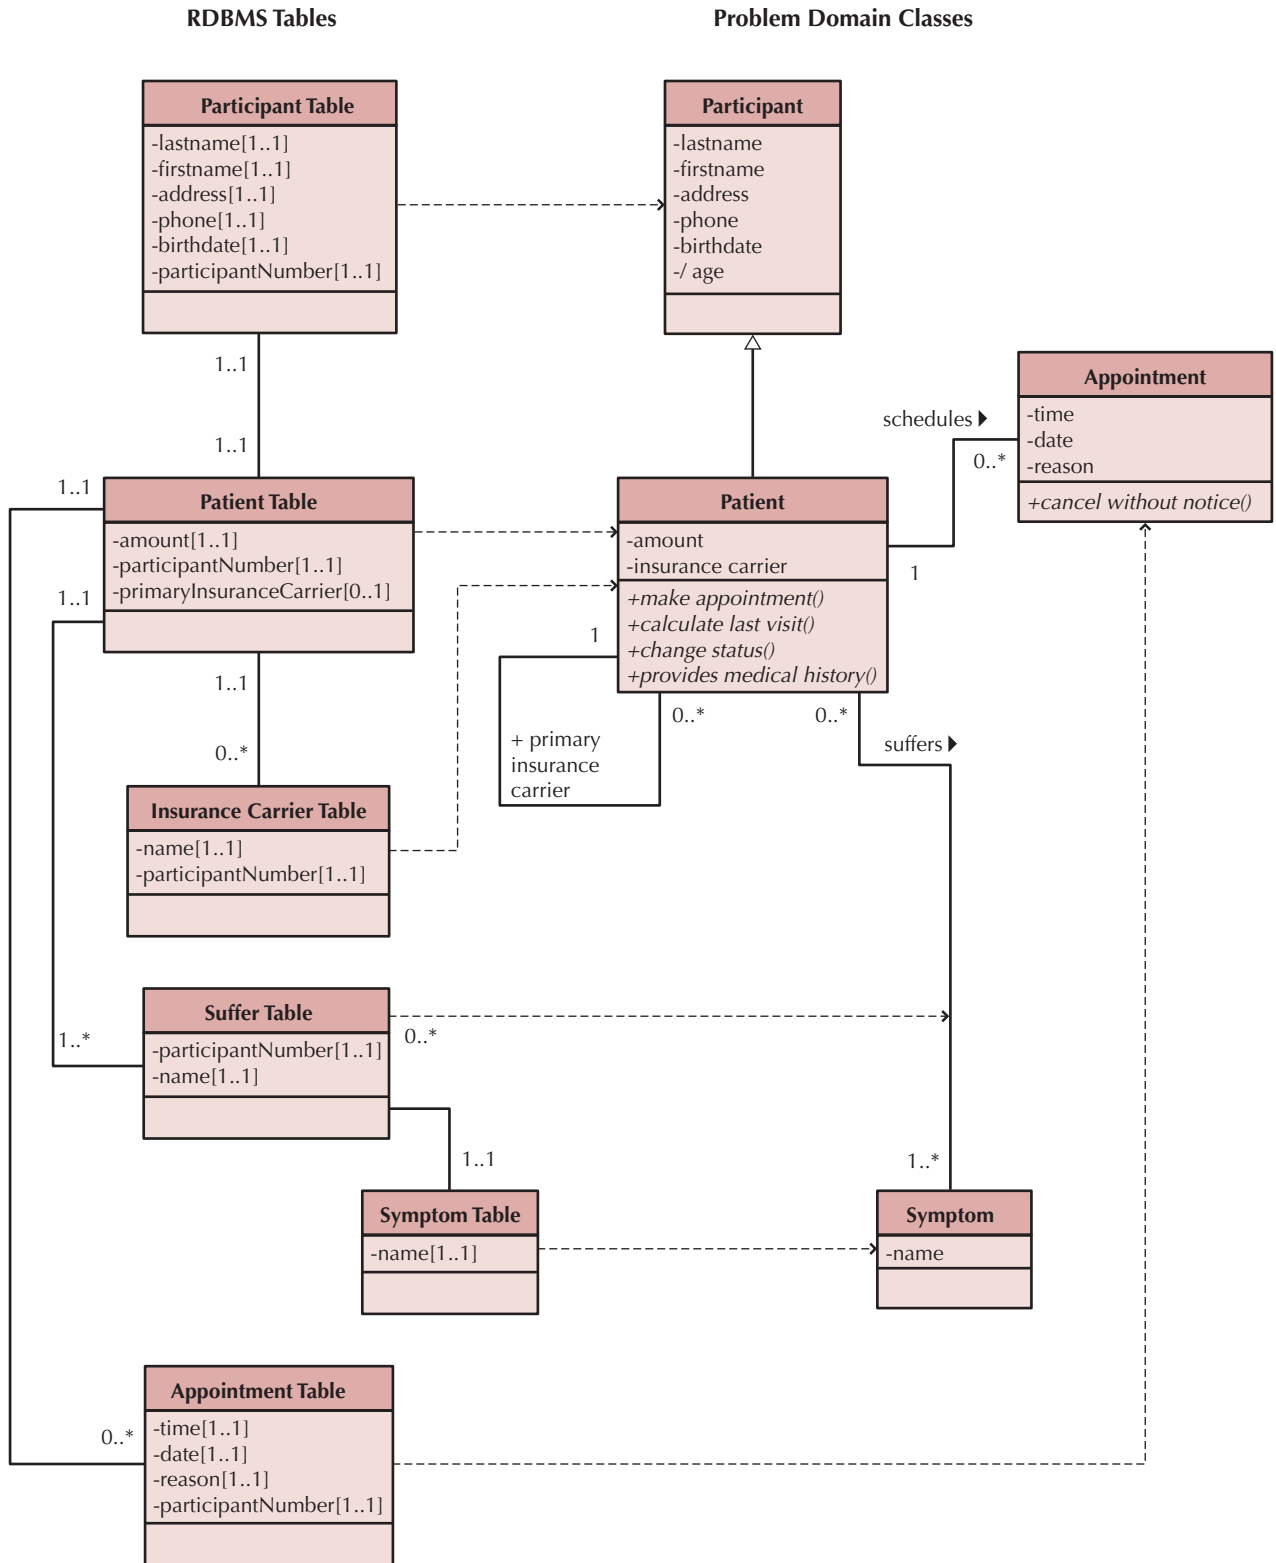 RDBMS Tables
Problem Domain Classes
Participant Table
-lastname[1..1]
-firstname[1..1]
-address[1..1]
-phone[1..1]
-birthdate[1..1]
-participantNumber[1..1]
Participant
-lastname
-firstname
-address
-phone
-birthdate
-/ age
1..1
1..1
Appointment
-time
-date
-reason
+cancel without notice()
schedules
0..*
1
1..1
Patient Table
-amount[1..1]
-participantNumber[1..1]
-primaryInsuranceCarrier[0..1]
1..1
Patient
-amount
-insurance carrier
+make appointment()
+calculate last visit()
+change status()
+provides medical history()
1
0..*
+ primary
insurance
carrier
0..*
suffers
1..1
0..*
Insurance Carrier Table
-name[1..1]
-participantNumber[1..1]
Suffer Table
-participantNumber[1..1]
-name[1..1]
1..*
0..*
1..1
1..*
Symptom Table
-name[1..1]
Symptom
-name
Appointment Table
-time[1..1]
-date[1..1]
-reason[1..1]
-participantNumber[1..1]
0..*